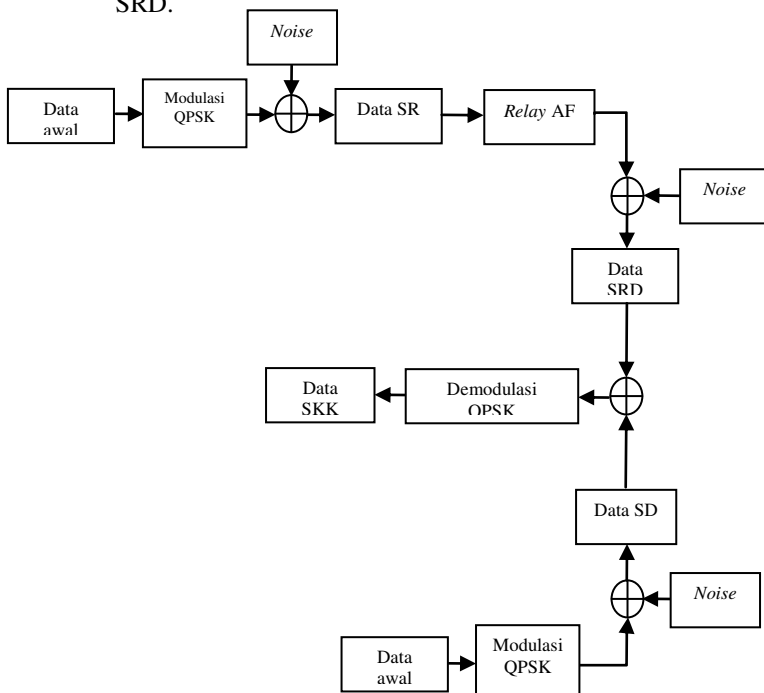 SRD.
Noise
Data
awal
Modulasi
QPSK
Data SR
Relay AF
Noise
Data
SRD
Data
SKK
Demodulasi
QPSK
Data SD
Noise
Data
awal
Modulasi
QPSK